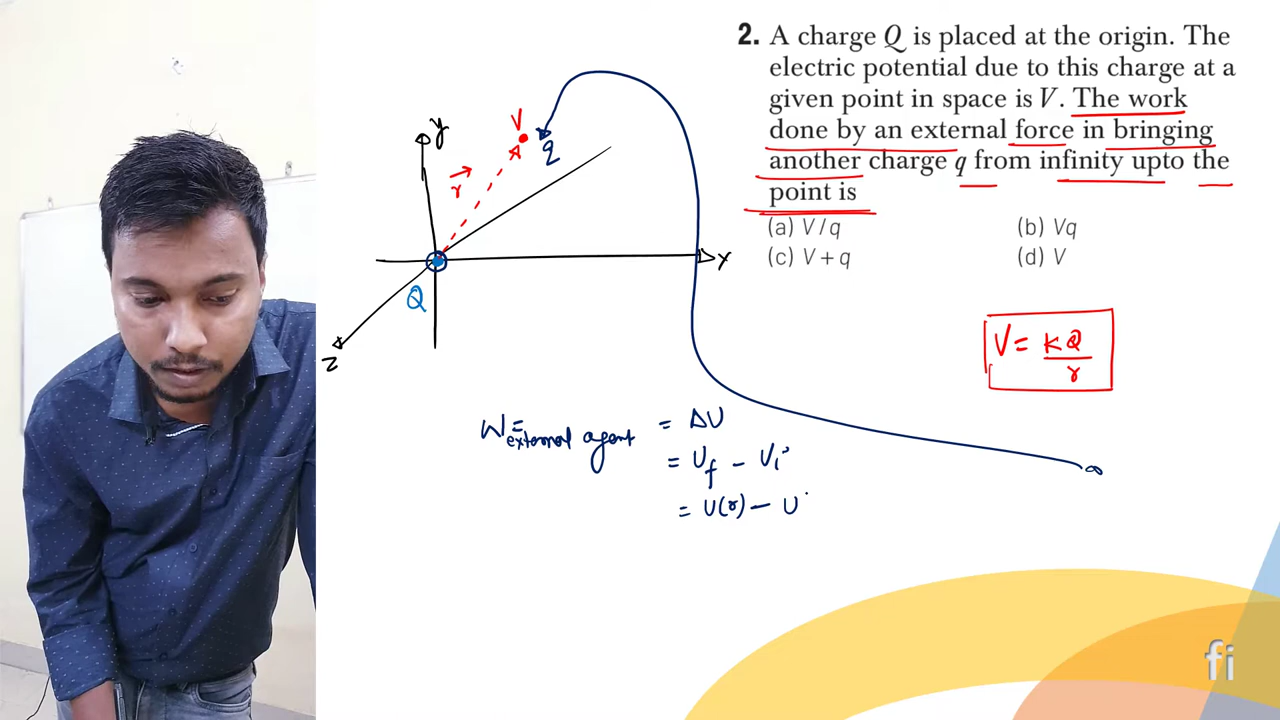 2. A charge Q is placed at the origin. The
electric potential due to this charge at a
given point in space is V. The work
done by an external force in bringing
another charge q from infinity upto the
point is
(a) V/q
(b) Vq
(c) V + q
(d) V
y
V
q
r
x
Q
z
V = KQ/r
W= external agent = ΔU
= Uf - Ui
= U(r) - U
∞
fi